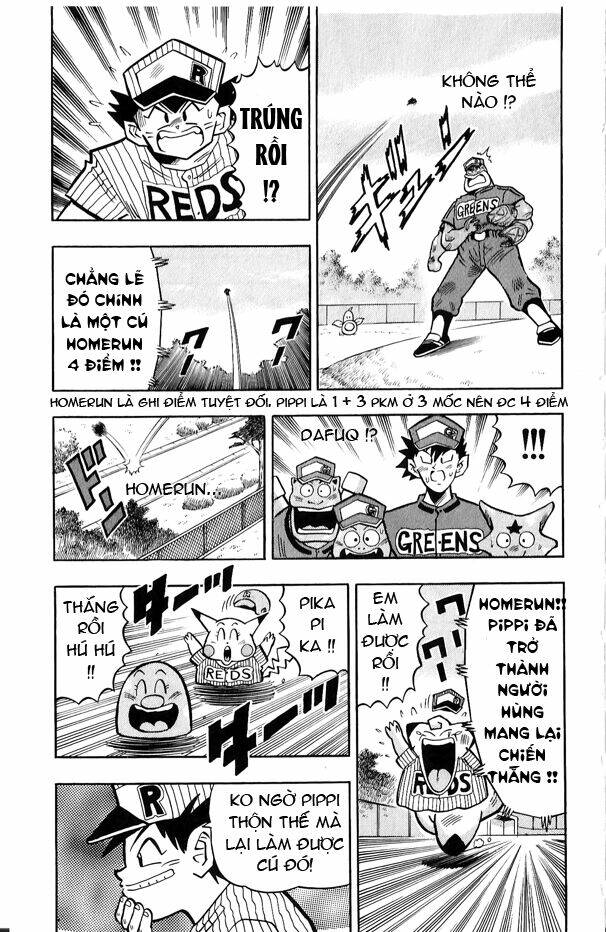 KHÔNG THỂ
NÀO !?
ギュン
GREENS
R
TRÚNG
RỒI
!?
REDS
CHẲNG LẼ
ĐÓ CHÍNH
LÀ MỘT CÚ
HOMERUN
4 ĐIỂM !!
HOMERUN LÀ GHI ĐIỂM TUYỆT ĐỐI. PIPPI LÀ 1 + 3 PKM Ở 3 MỐC NÊN ĐC 4 ĐIỂM
!!!
DAFUQ !?
GREENS
HOMERUN...
HOMERUN!!
PIPPI ĐÃ
TRỞ
THÀNH
NGƯỜI
HÙNG
MANG LẠI
CHIẾN
THẮNG !!
EM
LÀM
ĐƯỢC
RỒI !!
REDS
PIKA
PI
KA !!
THẮNG
RỒI
HÚ HÚ
!!
REDS
R
KO NGỜ PIPPI
THỘN THẾ MÀ
LẠI LÀM ĐƯỢC
CÚ ĐÓ!